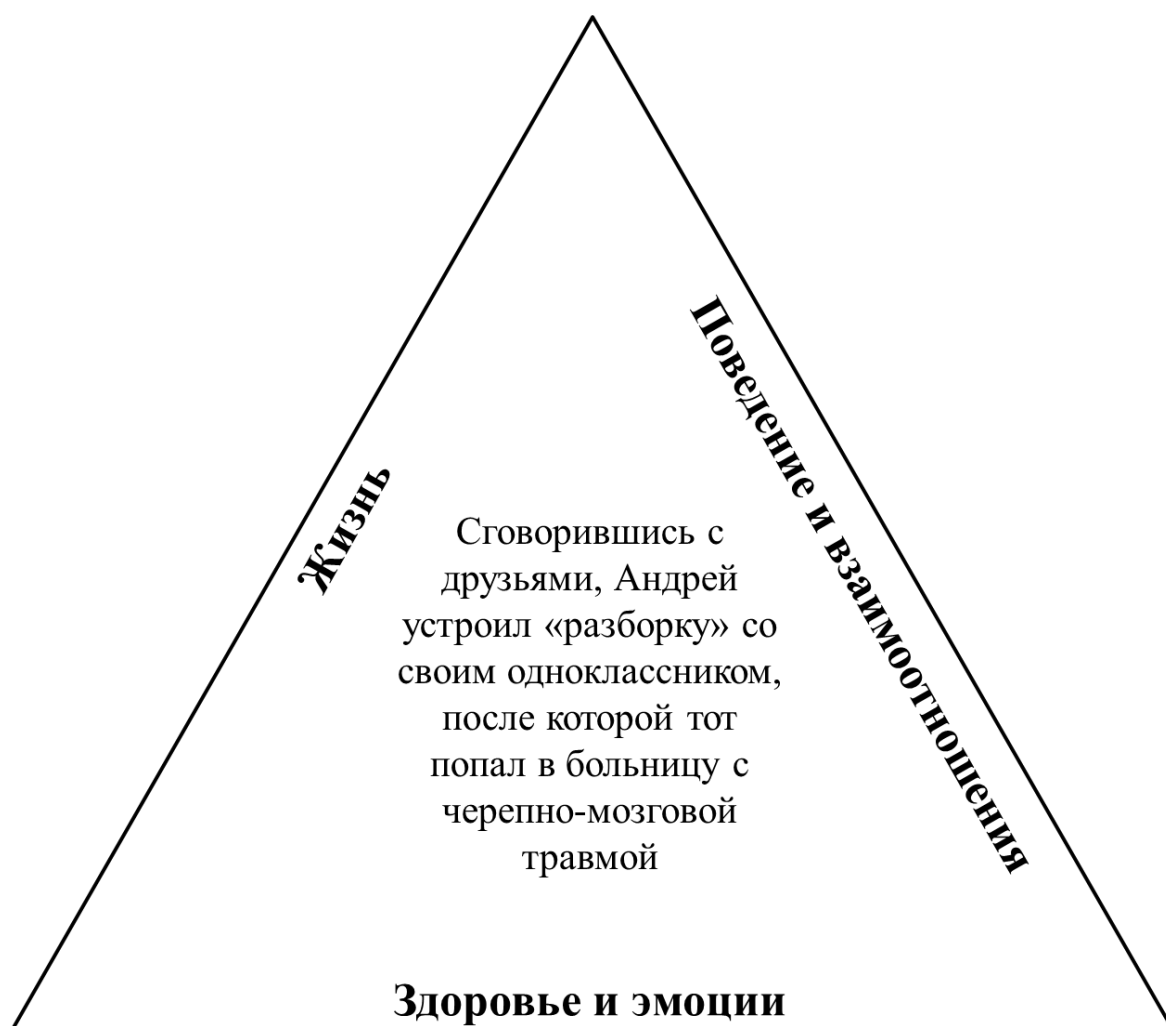 Жизнь
Поведение и взаимоотношения
Сговорившись с
друзьями, Андрей
устроил «разборку» со
своим одноклассником,
после которой тот
попал в больницу с
черепно-мозговой
травмой
Здоровье и эмоции